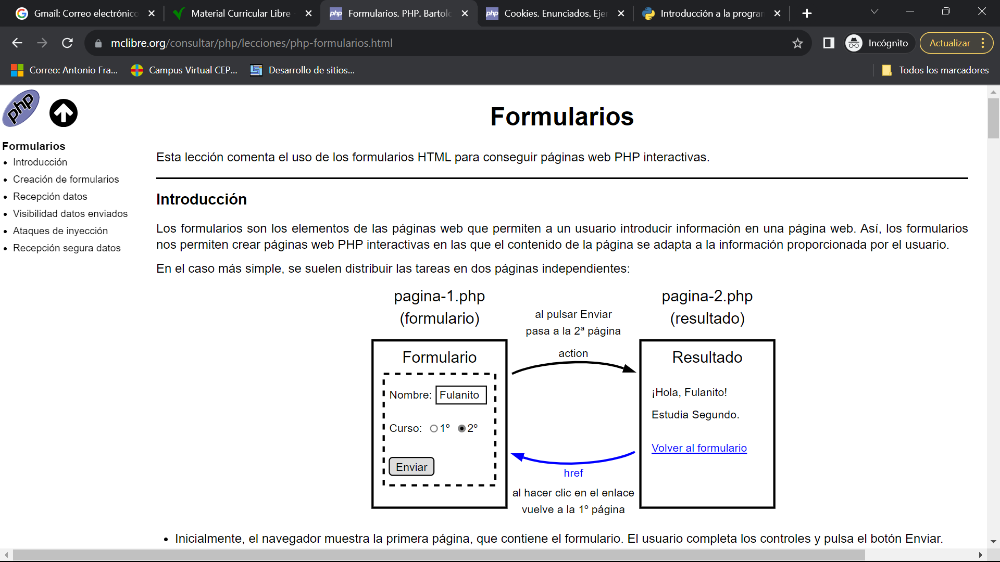 Gmail: Correo electrónico
Material Curricular Libre
php Formularios. PHP. Bartolo
php Cookies. Enunciados. Ejer
Introducción a la program
mclibre.org/consultar/php/lecciones/php-formularios.html
Incógnito
Actualizar
Correo: Antonio Fra...
Campus Virtual CEP...
Desarrollo de sitios...
Todos los marcadores
php
Formularios
Introducción
Creación de formularios
Recepción datos
Visibilidad datos enviados
Ataques de inyección
Recepción segura datos
Formularios
Esta lección comenta el uso de los formularios HTML para conseguir páginas web PHP interactivas.
Introducción
Los formularios son los elementos de las páginas web que permiten a un usuario introducir información en una página web. Así, los formularios
nos permiten crear páginas web PHP interactivas en las que el contenido de la página se adapta a la información proporcionada por el usuario.
En el caso más simple, se suelen distribuir las tareas en dos páginas independientes:
pagina-1.php
(formulario)
Formulario
Nombre: Fulanito
Curso: 1º 2º
Enviar
al pulsar Enviar
pasa a la 2ª página
action
href
al hacer clic en el enlace
vuelve a la 1º página
pagina-2.php
(resultado)
Resultado
¡Hola, Fulanito!
Estudia Segundo.
Volver al formulario
• Inicialmente, el navegador muestra la primera página, que contiene el formulario. El usuario completa los controles y pulsa el botón Enviar.